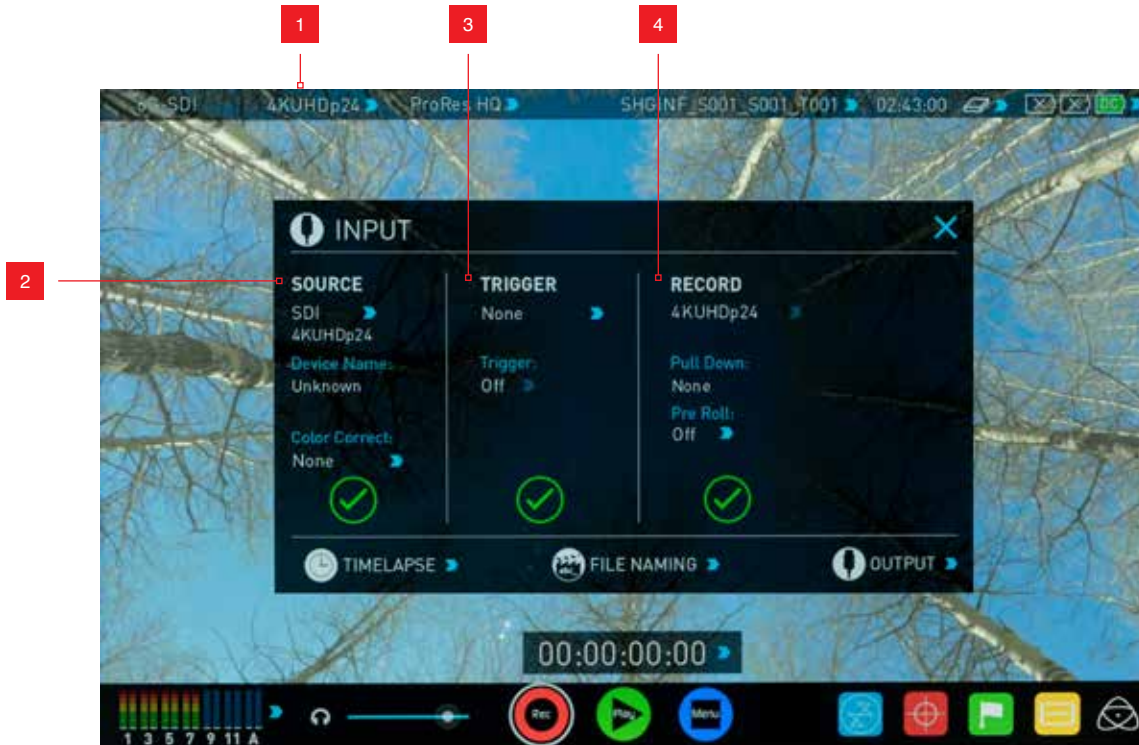 1
3
4
2
6G-SDI 4KUHDp24 ProRes HQ SHGINF_S001_S001_T001 02:43:00 DC
INPUT
SOURCE
SDI
4KUHDp24
Device Name:
Unknown
Color Correct:
None
TRIGGER
None
Trigger:
Off
RECORD
4KUHDp24
Pull Down:
None
Pre Roll:
Off
TIMELAPSE FILE NAMING OUTPUT
00:00:00:00
1 3 5 7 9 11 A
Rec Play Menu